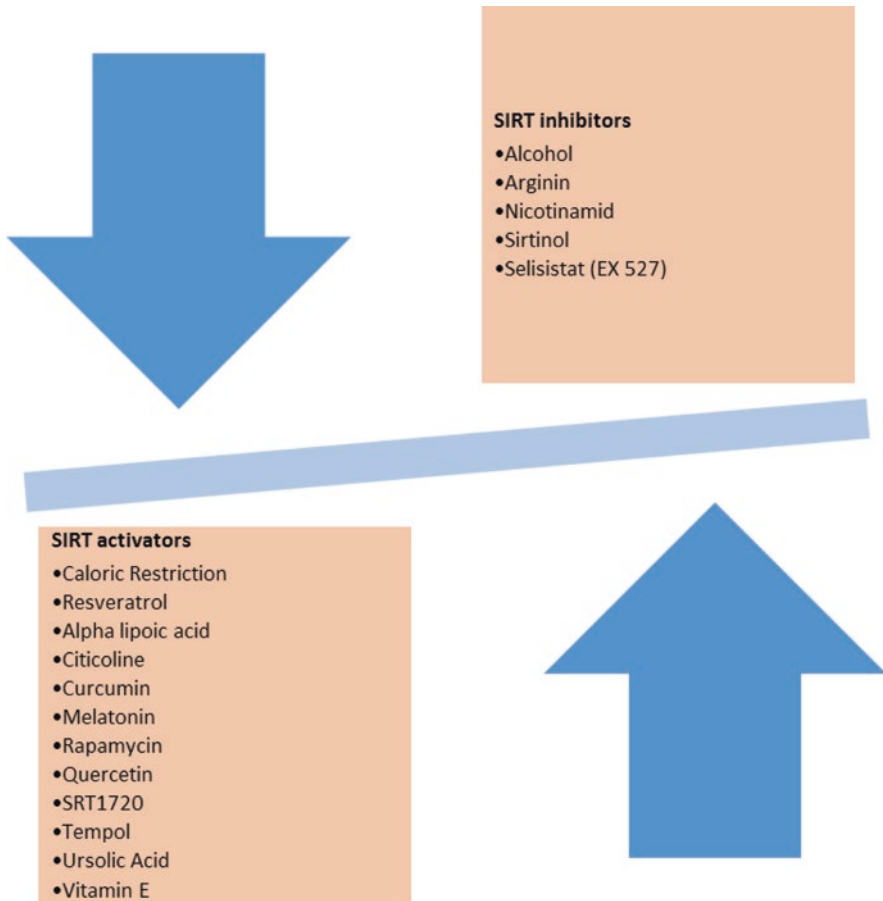 SIRT inhibitors
•Alcohol
•Arginin
•Nicotinamid
•Sirtinol
•Selisistat (EX 527)
SIRT activators
•Caloric Restriction
•Resveratrol
•Alpha lipoic acid
•Citicoline
•Curcumin
•Melatonin
•Rapamycin
•Quercetin
•SRT1720
•Tempol
•Ursolic Acid
•Vitamin E